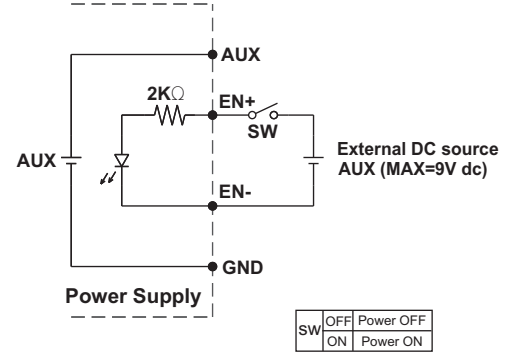 AUX
2KΩ
EN+
SW
AUX
External DC source
AUX (MAX=9V dc)
EN-
GND
Power Supply
SW
OFF Power OFF
ON Power ON